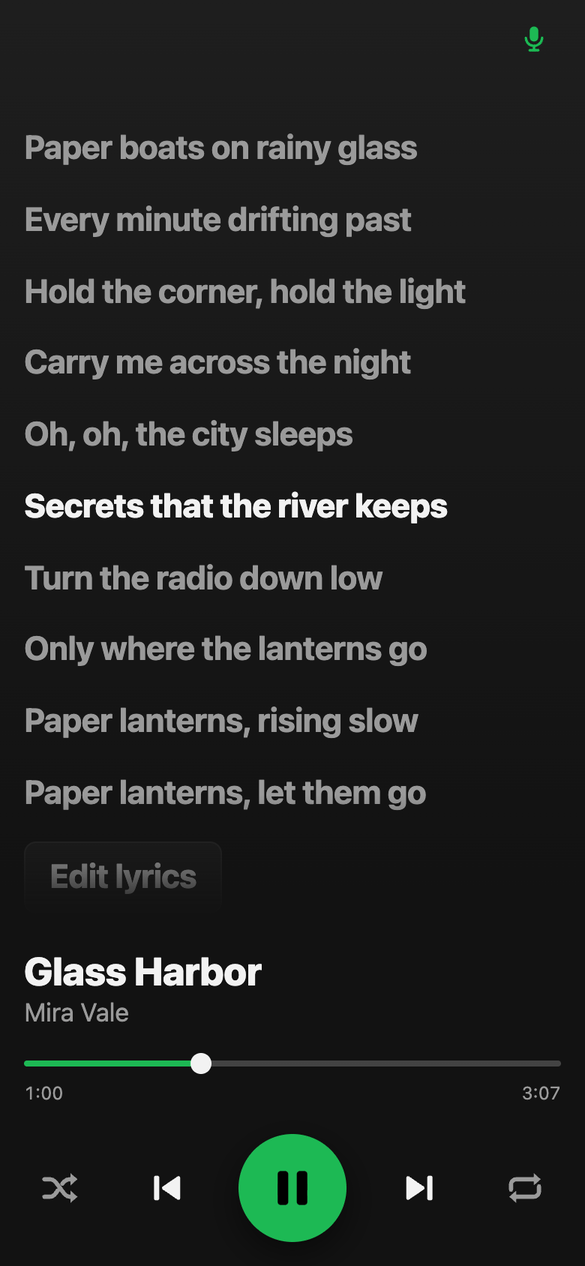 Paper boats on rainy glass
Every minute drifting past
Hold the corner, hold the light
Carry me across the night
Oh, oh, the city sleeps
Secrets that the river keeps
Turn the radio down low
Only where the lanterns go
Paper lanterns, rising slow
Paper lanterns, let them go
Edit lyrics
Glass Harbor
Mira Vale
1:00
3:07